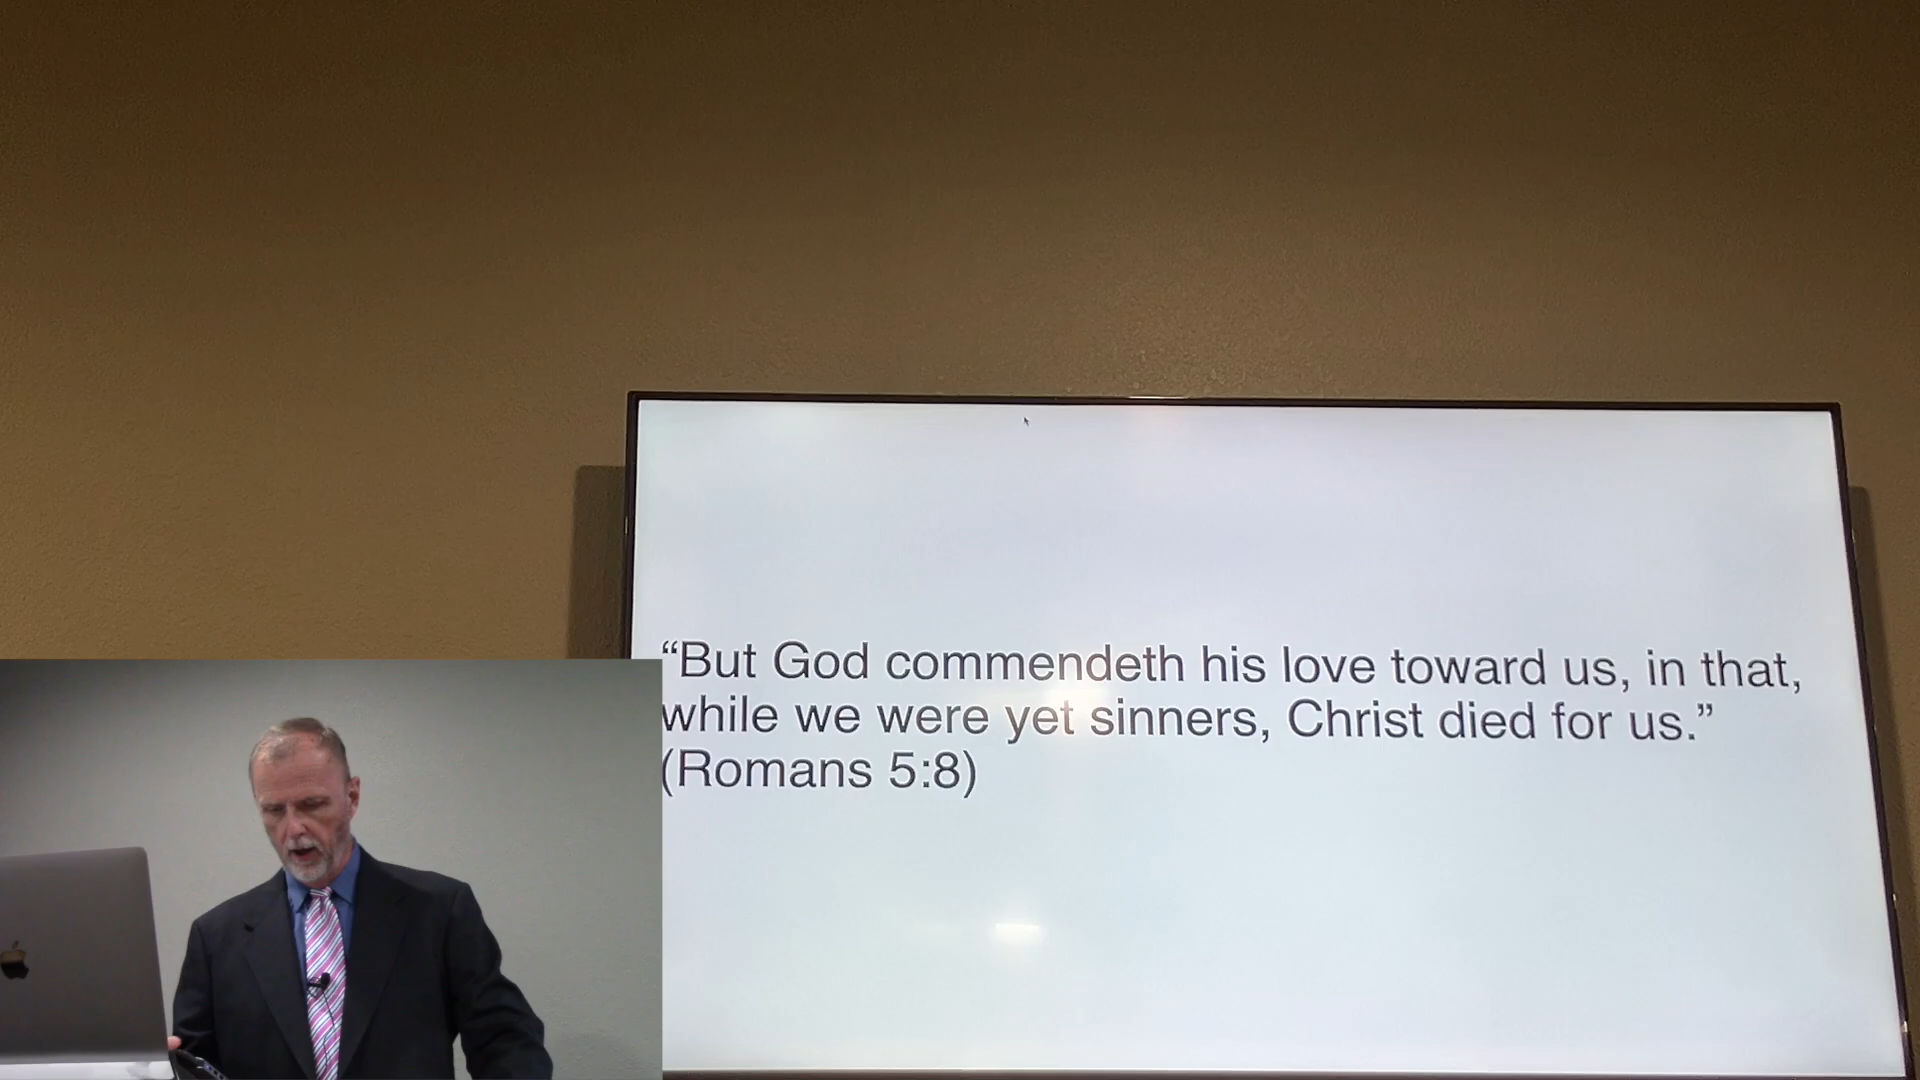 “But God commendeth his love toward us, in that,
while we were yet sinners, Christ died for us.”
(Romans 5:8)